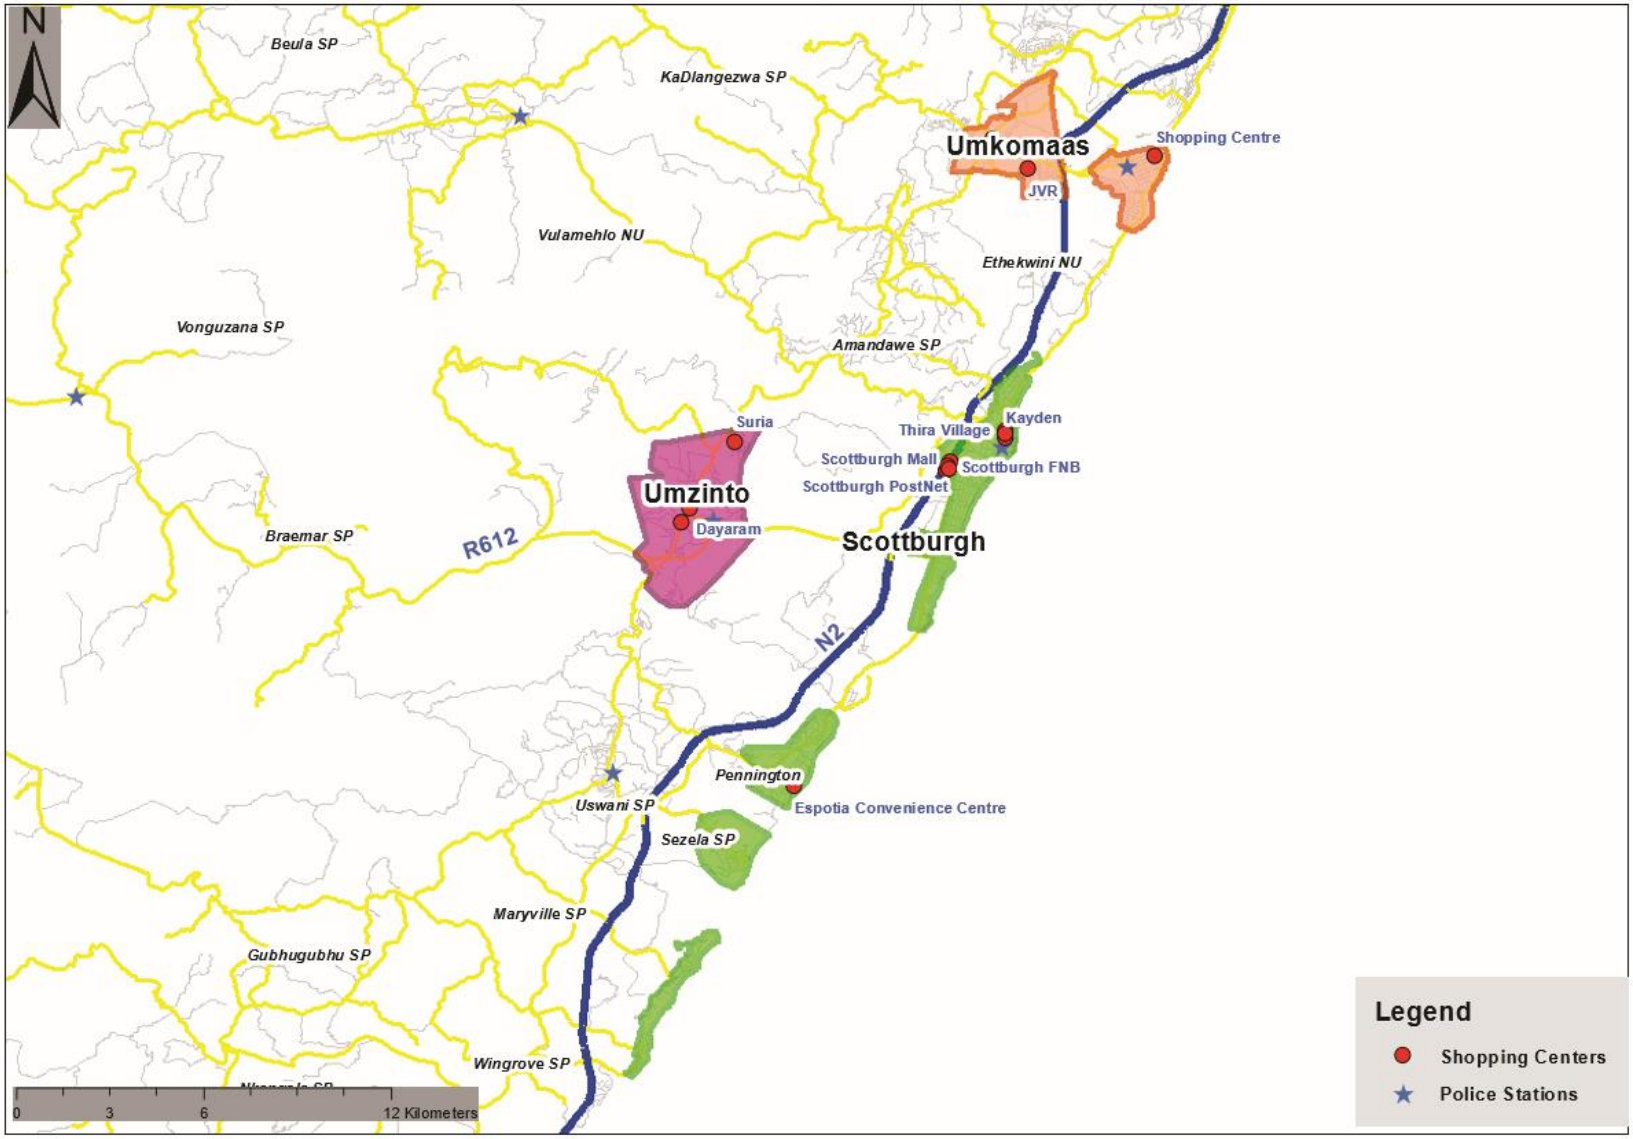 N
Beula SP
KaDlangezwa SP
Umkomaas
Shopping Centre
JVR
Vulamehlo NU
Ethekwini NU
Vonguzana SP
Amandawe SP
Suria
Kayden
Thira Village
Scottburgh Mall
Scottburgh FNB
Scottburgh PostNet
Umzinto
Dayaram
Braemar SP
R612
Scottburgh
N2
Pennington
Espotia Convenience Centre
Uswani SP
Sezela SP
Maryville SP
Gubhugubhu SP
Wingrove SP
Legend
Shopping Centers
Police Stations
0 3 6 12 Kilometers